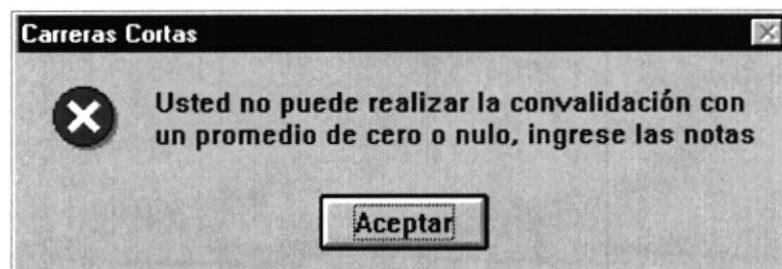 Carreras Cortas
Usted no puede realizar la convalidación con
un promedio de cero o nulo, ingrese las notas
Aceptar